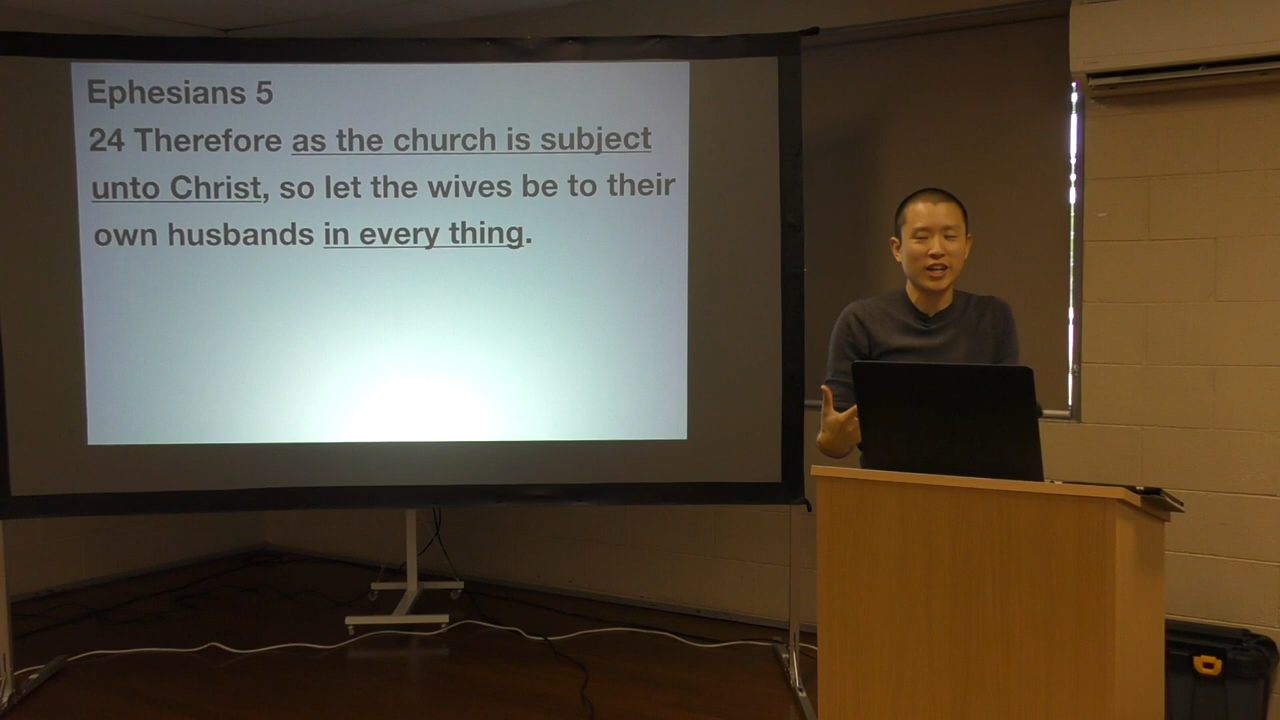 Ephesians 5
24 Therefore as the church is subject
unto Christ, so let the wives be to their
own husbands in every thing.